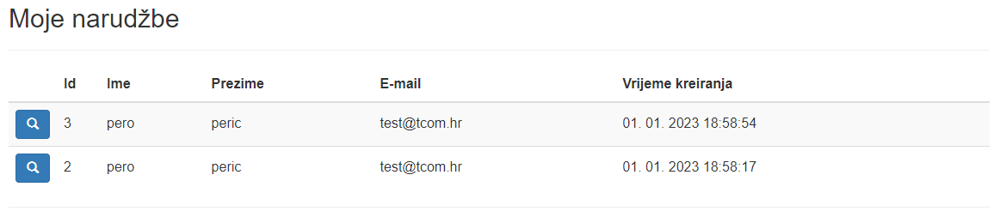 Moje narudžbe
Id Ime Prezime E-mail Vrijeme kreiranja
3 pero peric test@tcom.hr 01. 01. 2023 18:58:54
2 pero peric test@tcom.hr 01. 01. 2023 18:58:17